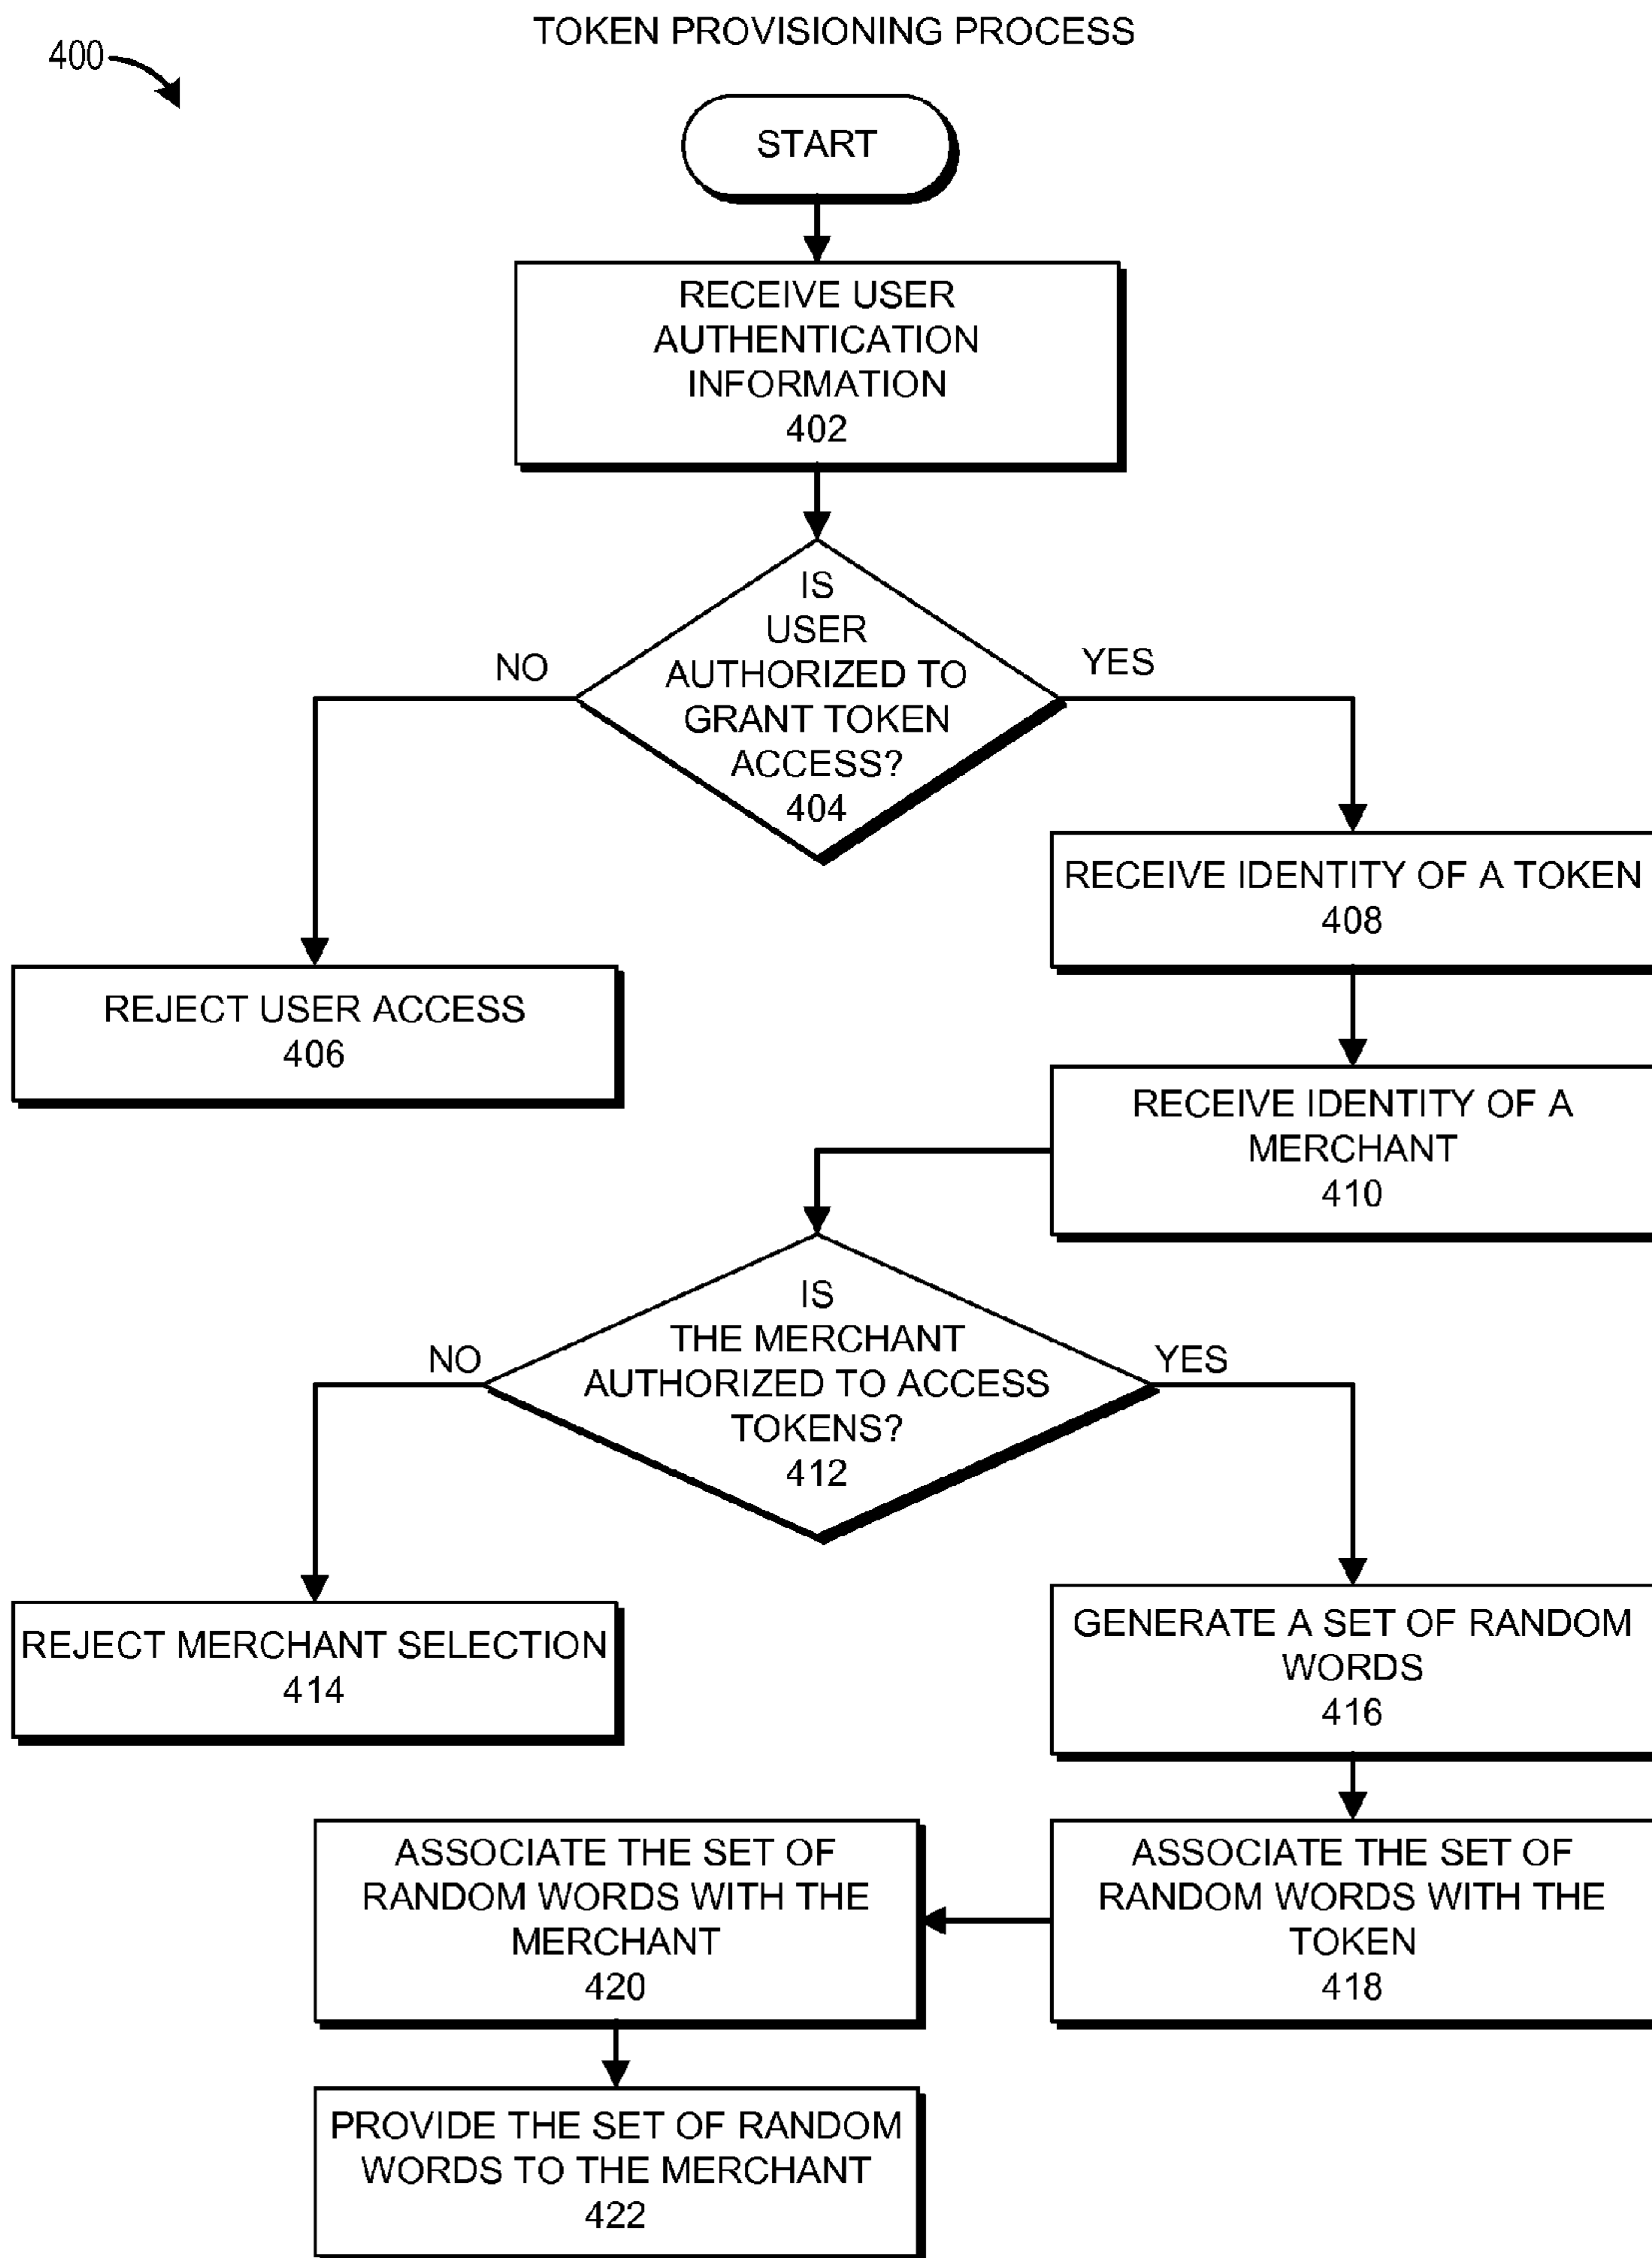 TOKEN PROVISIONING PROCESS
400
START
RECEIVE USER
AUTHENTICATION
INFORMATION
402
IS
USER
AUTHORIZED TO
GRANT TOKEN
ACCESS?
404
NO
YES
RECEIVE IDENTITY OF A TOKEN
408
REJECT USER ACCESS
406
RECEIVE IDENTITY OF A
MERCHANT
410
IS
THE MERCHANT
AUTHORIZED TO ACCESS
TOKENS?
412
NO
YES
REJECT MERCHANT SELECTION
414
GENERATE A SET OF RANDOM
WORDS
416
ASSOCIATE THE SET OF
RANDOM WORDS WITH THE
TOKEN
418
ASSOCIATE THE SET OF
RANDOM WORDS WITH THE
MERCHANT
420
PROVIDE THE SET OF RANDOM
WORDS TO THE MERCHANT
422